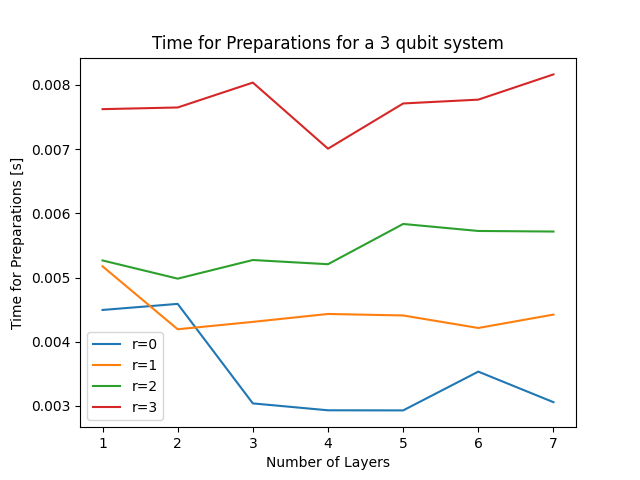 Time for Preparations for a 3 qubit system
Time for Preparations [s]
0.008
0.007
0.006
0.005
0.004
0.003
r=0
r=1
r=2
r=3
1 2 3 4 5 6 7
Number of Layers